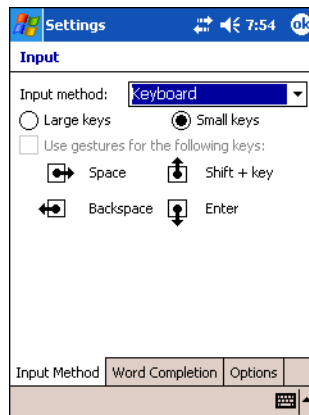 Settings 7:54 ok
Input
Input method: Keyboard
Large keys Small keys
Use gestures for the following keys:
Space Shift + key
Backspace Enter
Input Method Word Completion Options